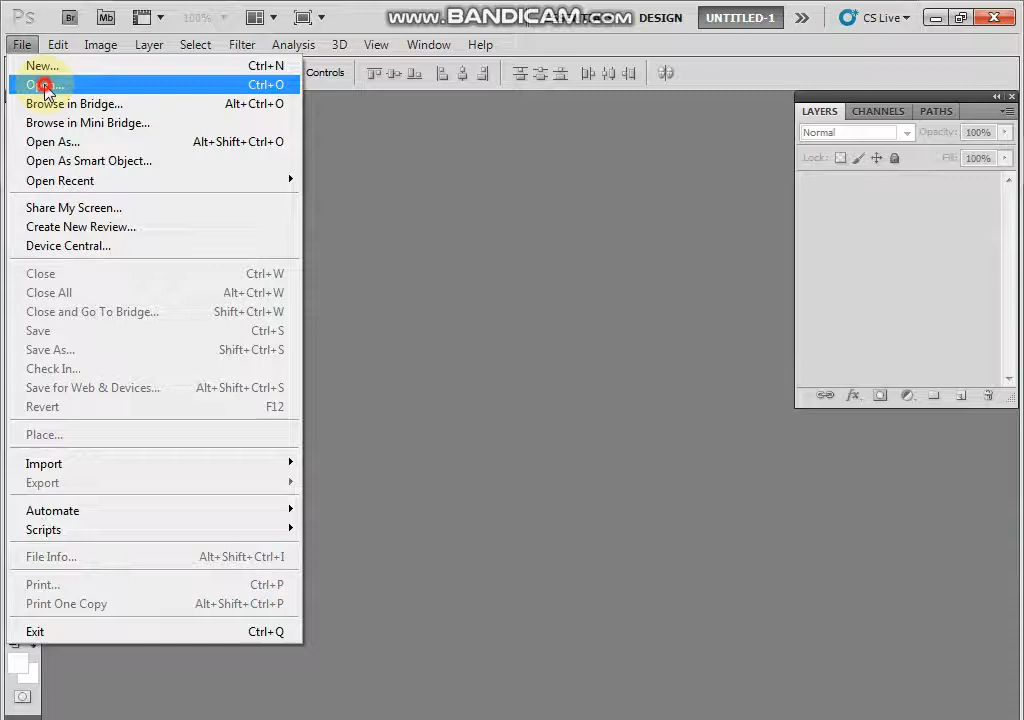 Ps Br Mb 100% www.BANDICAM.com DESIGN UNTITLED-1 CS Live
File Edit Image Layer Select Filter Analysis 3D View Window Help
Controls
New... Ctrl+N
Ctrl+O
Browse in Bridge... Alt+Ctrl+O
Browse in Mini Bridge...
Open As... Alt+Shift+Ctrl+O
Open As Smart Object...
Open Recent
Share My Screen...
Create New Review...
Device Central...
Close Ctrl+W
Close All Alt+Ctrl+W
Close and Go To Bridge... Shift+Ctrl+W
Save Ctrl+S
Save As... Shift+Ctrl+S
Check In...
Save for Web & Devices... Alt+Shift+Ctrl+S
Revert F12
Place...
Import
Export
Automate
Scripts
File Info... Alt+Shift+Ctrl+I
Print... Ctrl+P
Print One Copy Alt+Shift+Ctrl+P
Exit Ctrl+Q
LAYERS CHANNELS PATHS
Normal Opacity: 100%
Lock: Fill: 100%
fx.